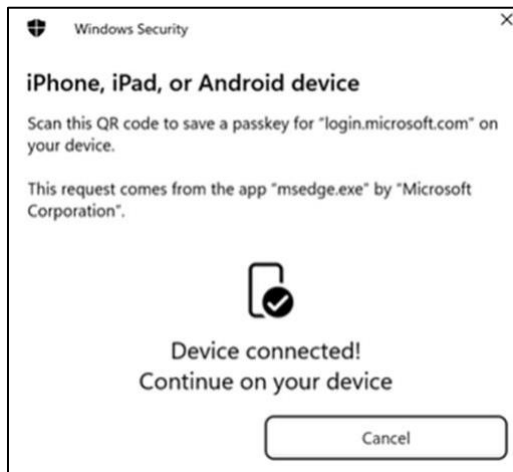 Windows Security
iPhone, iPad, or Android device
Scan this QR code to save a passkey for "login.microsoft.com" on
your device.
This request comes from the app "msedge.exe" by "Microsoft
Corporation".
Device connected!
Continue on your device
Cancel